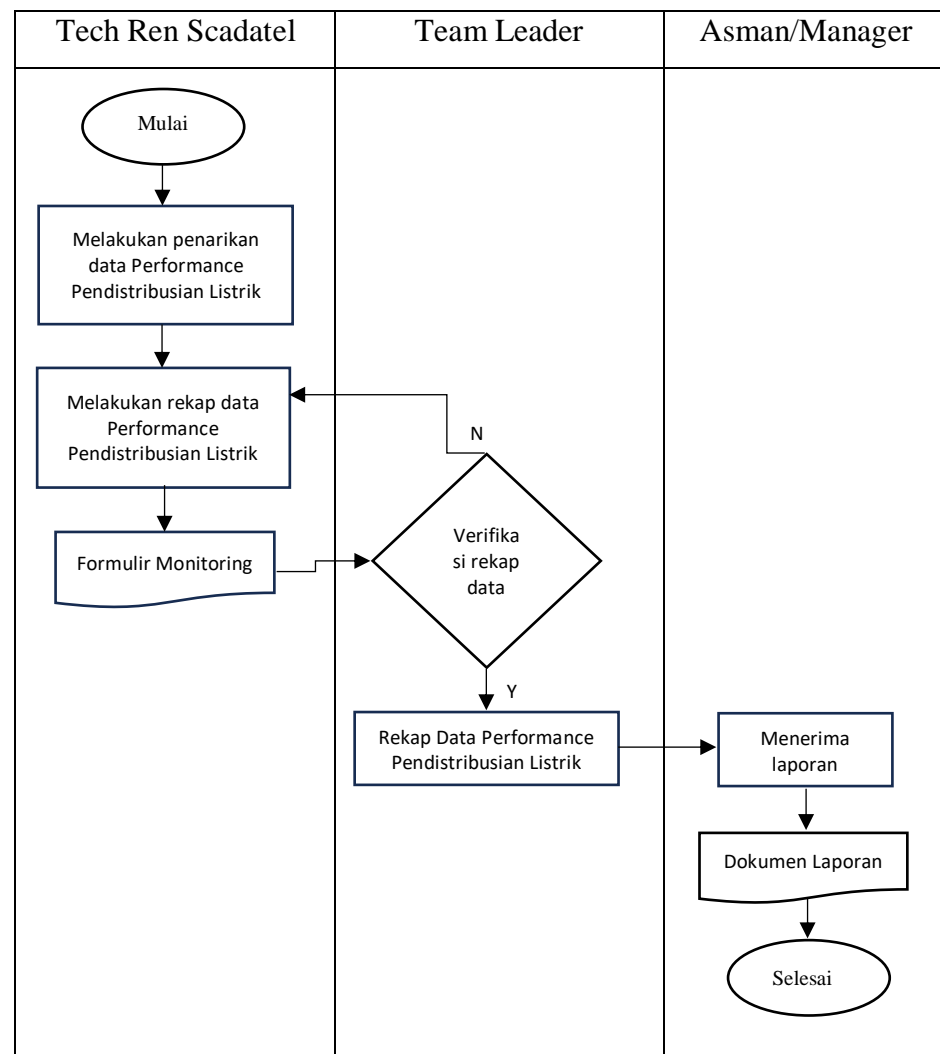 Tech Ren Scadatel
Team Leader
Asman/Manager
Mulai
Melakukan penarikan
data Performance
Pendistribusian Listrik
Melakukan rekap data
Performance
Pendistribusian Listrik
N
Formulir Monitoring
Verifika
si rekap
data
Y
Rekap Data Performance
Pendistribusian Listrik
Menerima
laporan
Dokumen Laporan
Selesai